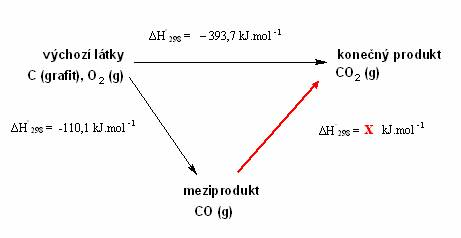 ΔH°298 = – 393,7 kJ.mol-1
výchozí látky
konečný produkt
C (grafit), O2 (g)
CO2 (g)
ΔH°298 = -110,1 kJ.mol-1
ΔH°298 = X kJ.mol-1
meziprodukt
CO (g)